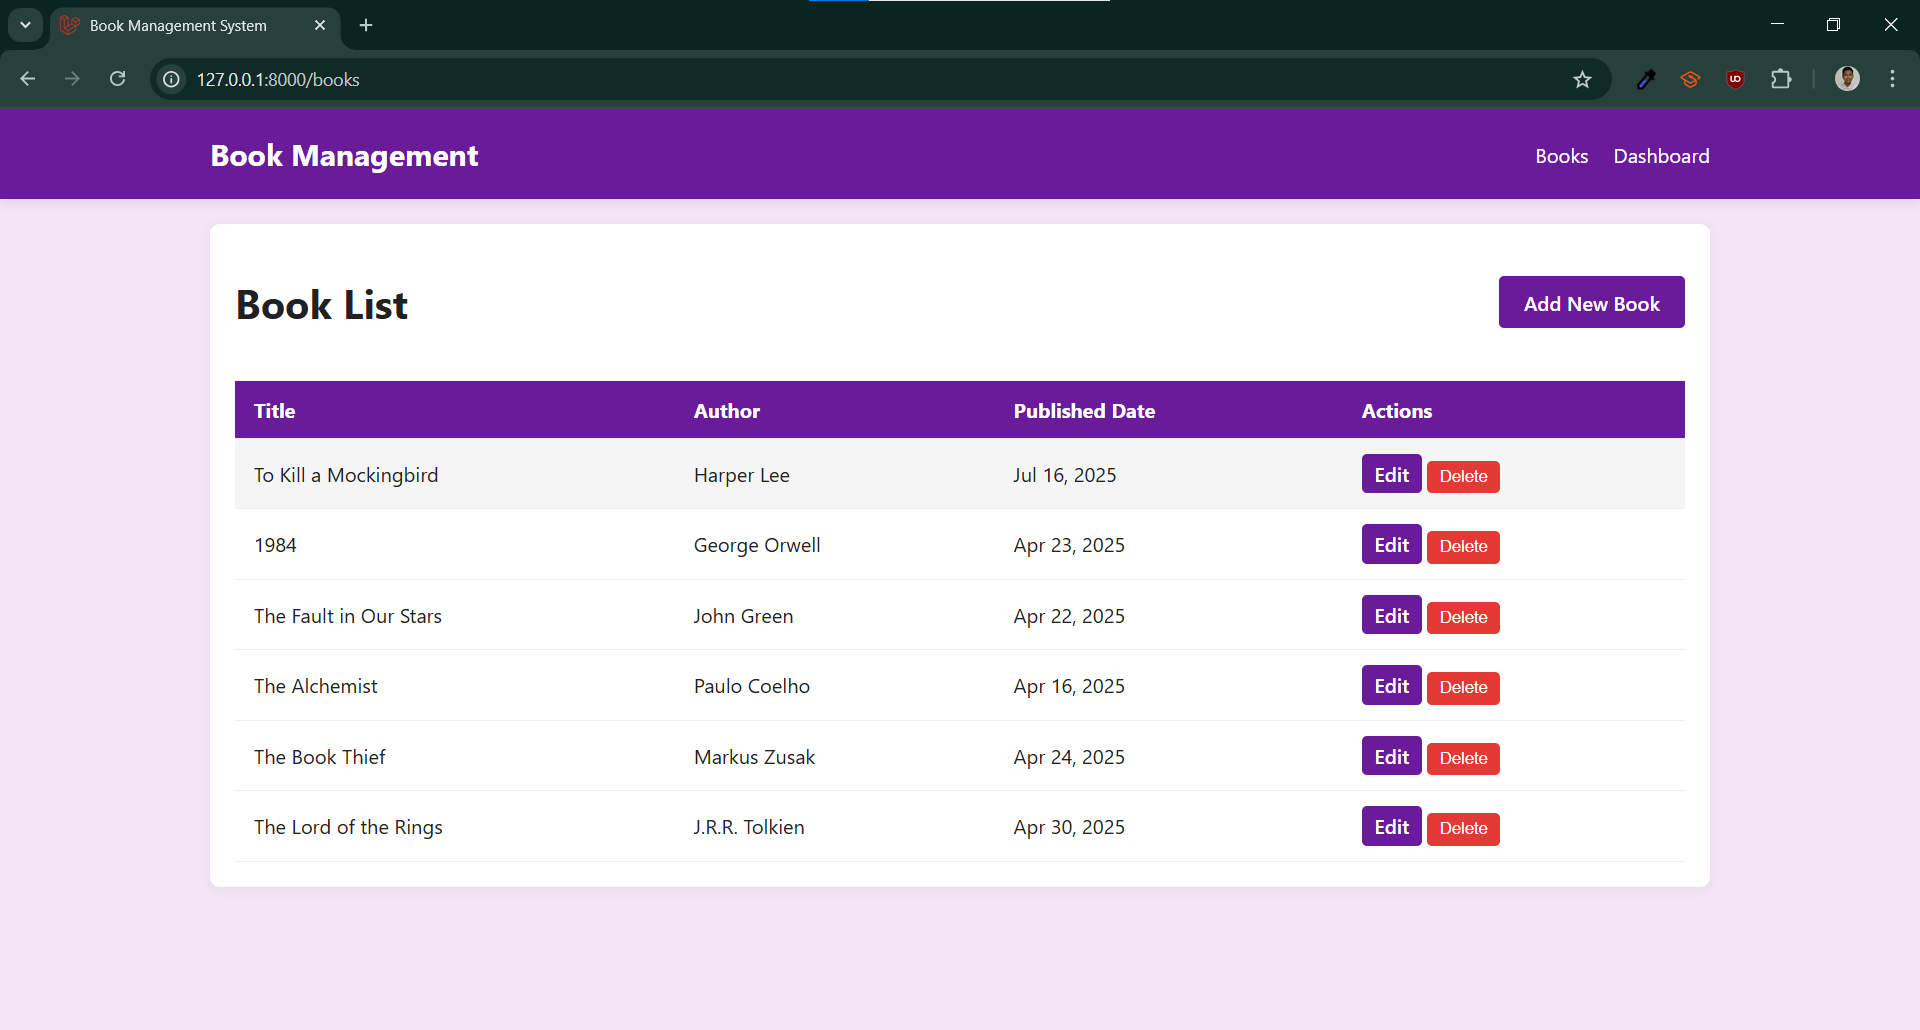 Book Management System
127.0.0.1:8000/books
Book Management
Books Dashboard
Book List
Add New Book
Title Author Published Date Actions
To Kill a Mockingbird Harper Lee Jul 16, 2025 Edit Delete
1984 George Orwell Apr 23, 2025 Edit Delete
The Fault in Our Stars John Green Apr 22, 2025 Edit Delete
The Alchemist Paulo Coelho Apr 16, 2025 Edit Delete
The Book Thief Markus Zusak Apr 24, 2025 Edit Delete
The Lord of the Rings J.R.R. Tolkien Apr 30, 2025 Edit Delete